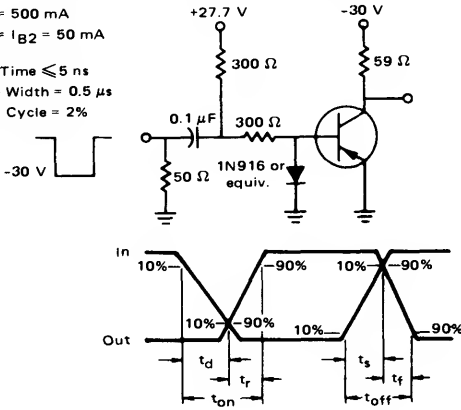 = 500 mA
= I_B2 = 50 mA
Time ≤ 5 ns
Width = 0.5 µs
Cycle = 2%
+27.7 V
-30 V
300 Ω
59 Ω
0.1 µF
300 Ω
50 Ω
1N916 or
equiv.
-30 V
In
10%
90%
10%
90%
10%
90%
10%
90%
Out
t_d
t_r
t_s
t_f
t_on
t_off